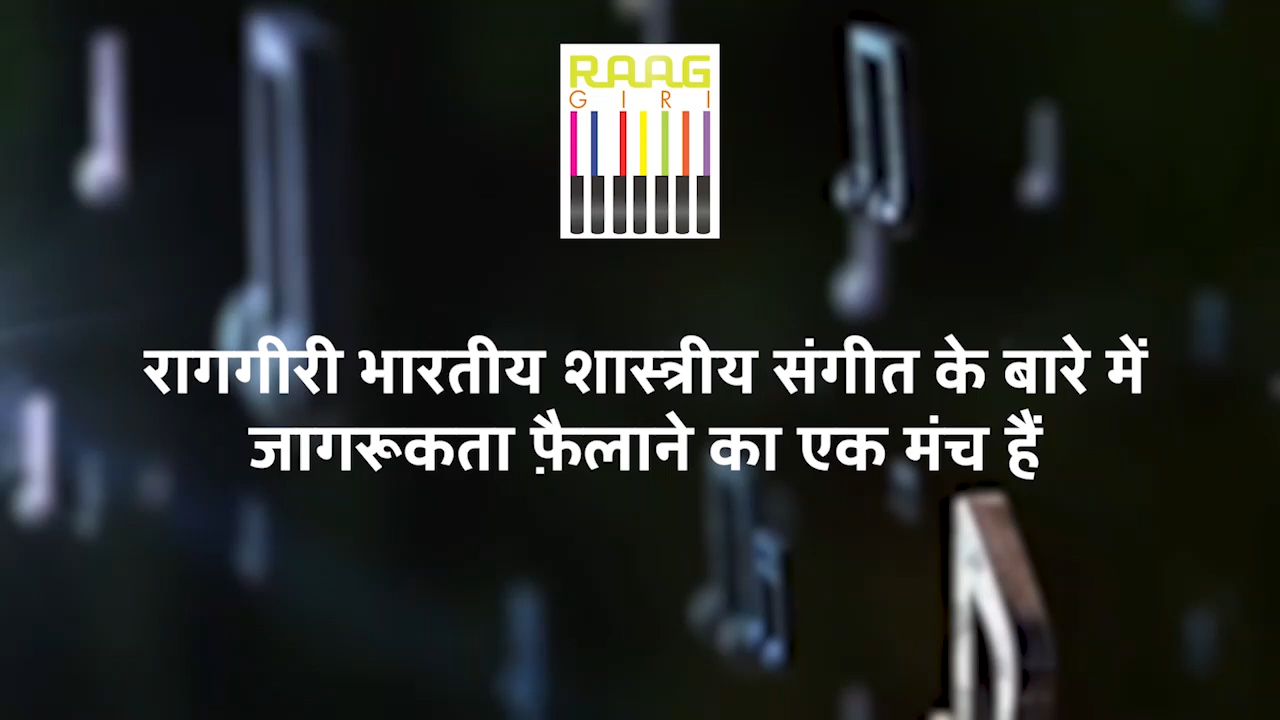 RAAG
GIRI
रागगीरी भारतीय शास्त्रीय संगीत के बारे में
जागरूकता फ़ैलाने का एक मंच हैं